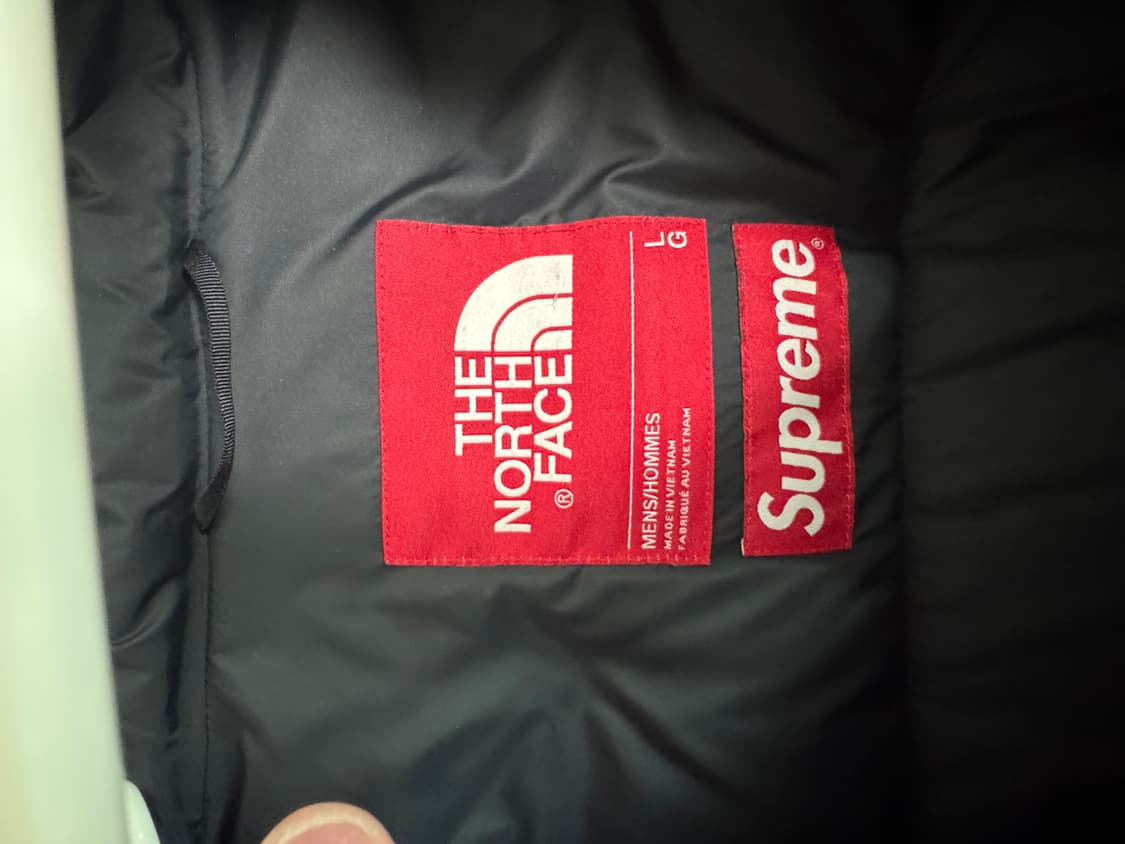 THE
NORTH
® FACE
L
G
MENS/HOMMES
MADE IN VIETNAM
FABRIQUÉ AU VIETNAM
Supreme®